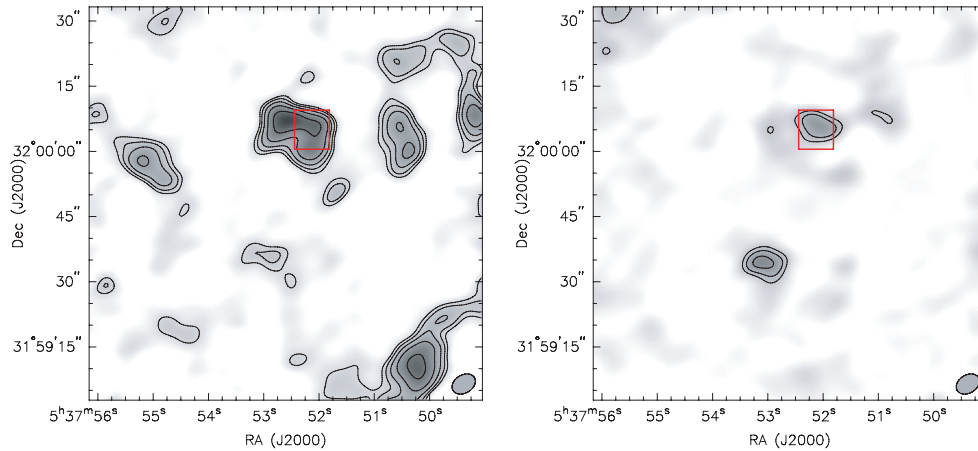 30″
15″
32°00′00″
45″
30″
31°59′15″
Dec (J2000)
5ʰ37ᵐ56ˢ 55ˢ 54ˢ 53ˢ 52ˢ 51ˢ 50ˢ
RA (J2000)
30″
15″
32°00′00″
45″
30″
31°59′15″
Dec (J2000)
5ʰ37ᵐ56ˢ 55ˢ 54ˢ 53ˢ 52ˢ 51ˢ 50ˢ
RA (J2000)